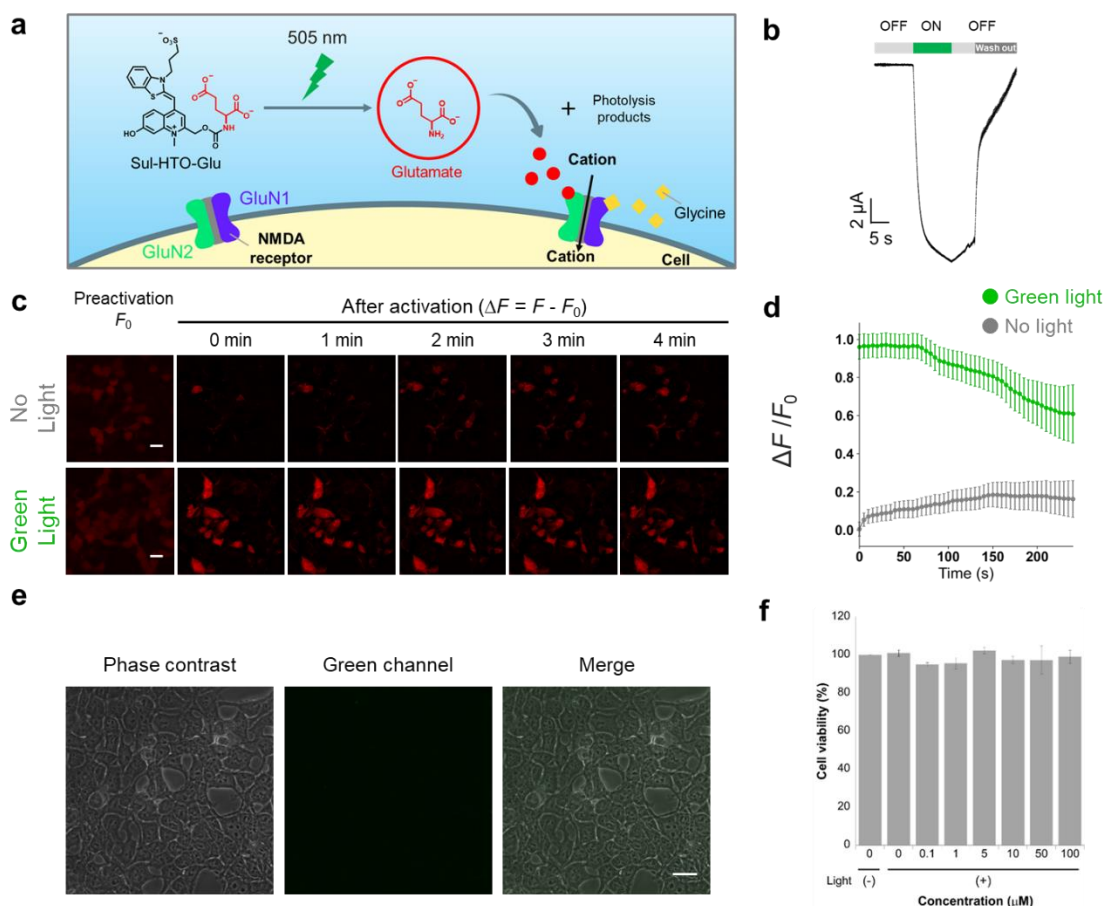 a
505 nm
⁻O₃S
N
S
HO
N⁺
O
O
N
H
O
O⁻
O⁻
O
Sul-HTO-Glu
O
⁻O
O
O⁻
NH₂
Glutamate
+
Photolysis
products
Cation
Glycine
GluN1
GluN2
NMDA
receptor
Cation
Cell
b
OFF ON OFF
Wash out
2 µA
5 s
c
Preactivation
F₀
After activation (ΔF = F - F₀)
0 min 1 min 2 min 3 min 4 min
No
Light
Green
Light
d
Green light
No light
1.0
0.8
0.6
0.4
0.2
0.0
ΔF /F₀
0 50 100 150 200
Time (s)
e
Phase contrast Green channel Merge
f
120
100
80
60
40
20
0
Cell viability (%)
0 0 0.1 1 5 10 50 100
Light (-) (+)
Concentration (µM)